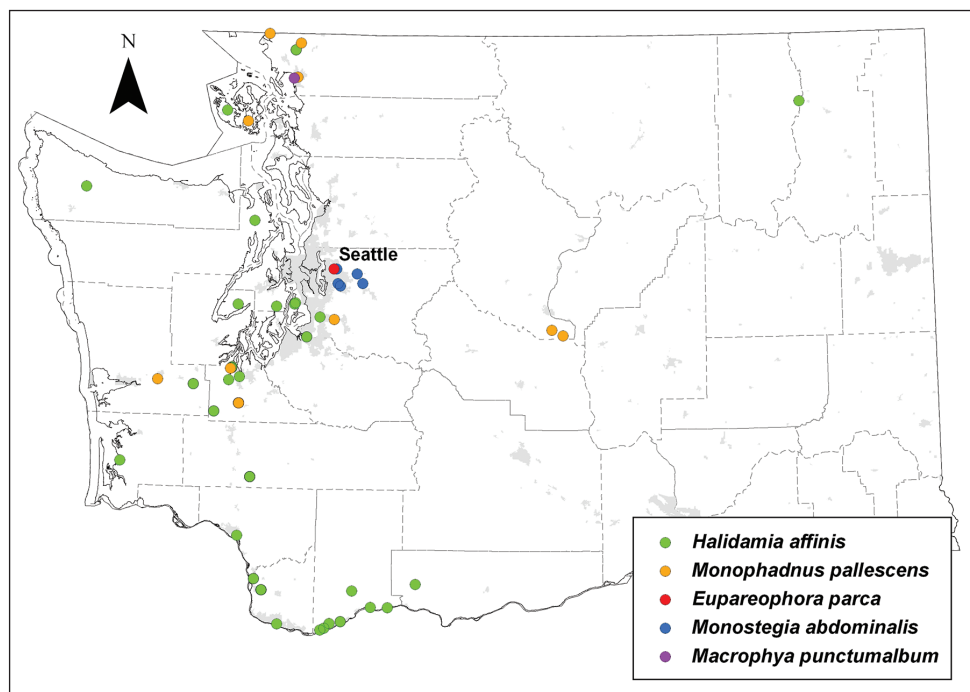 N
Seattle
Halidamia affinis
Monophadnus pallescens
Eupareophora parca
Monostegia abdominalis
Macrophya punctumalbum